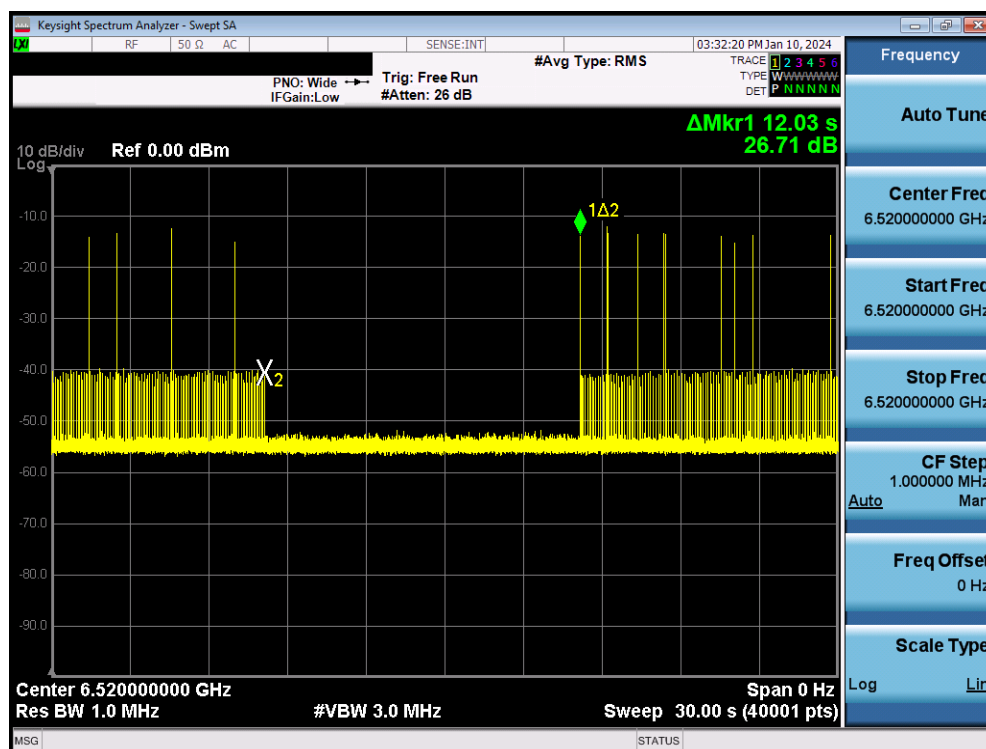 Keysight Spectrum Analyzer - Swept SA
LXI RF 50 Ω AC SENSE:INT 03:32:20 PM Jan 10, 2024
#Avg Type: RMS
PNO: Wide Trig: Free Run
IFGain:Low #Atten: 26 dB
TRACE 1 2 3 4 5 6
TYPE WWWWWW
DET P N N N N N
Frequency
ΔMkr1 12.03 s
26.71 dB
10 dB/div Ref 0.00 dBm
Log
-10.0
-20.0
-30.0
-40.0
-50.0
-60.0
-70.0
-80.0
-90.0
1Δ2
X2
Center 6.520000000 GHz Span 0 Hz
Res BW 1.0 MHz #VBW 3.0 MHz Sweep 30.00 s (40001 pts)
Auto Tune
Center Freq
6.520000000 GHz
Start Freq
6.520000000 GHz
Stop Freq
6.520000000 GHz
CF Step
1.000000 MHz
Auto Man
Freq Offset
0 Hz
Scale Type
Log Lin
MSG STATUS